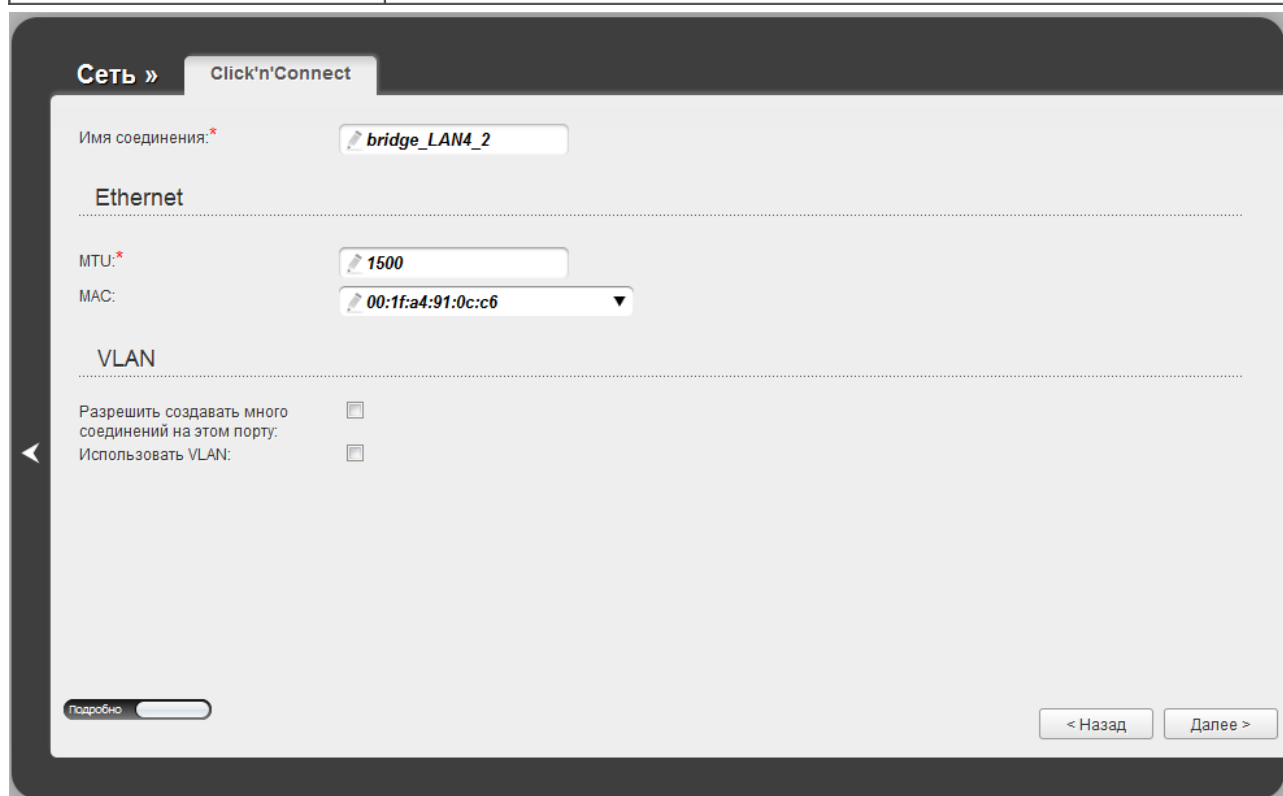 Сеть »
Click'n'Connect
Имя соединения:*
bridge_LAN4_2
Ethernet
MTU:*
1500
MAC:
00:1f:a4:91:0c:c6
VLAN
Разрешить создавать много
соединений на этом порту:
Использовать VLAN:
Подробно
< Назад
Далее >